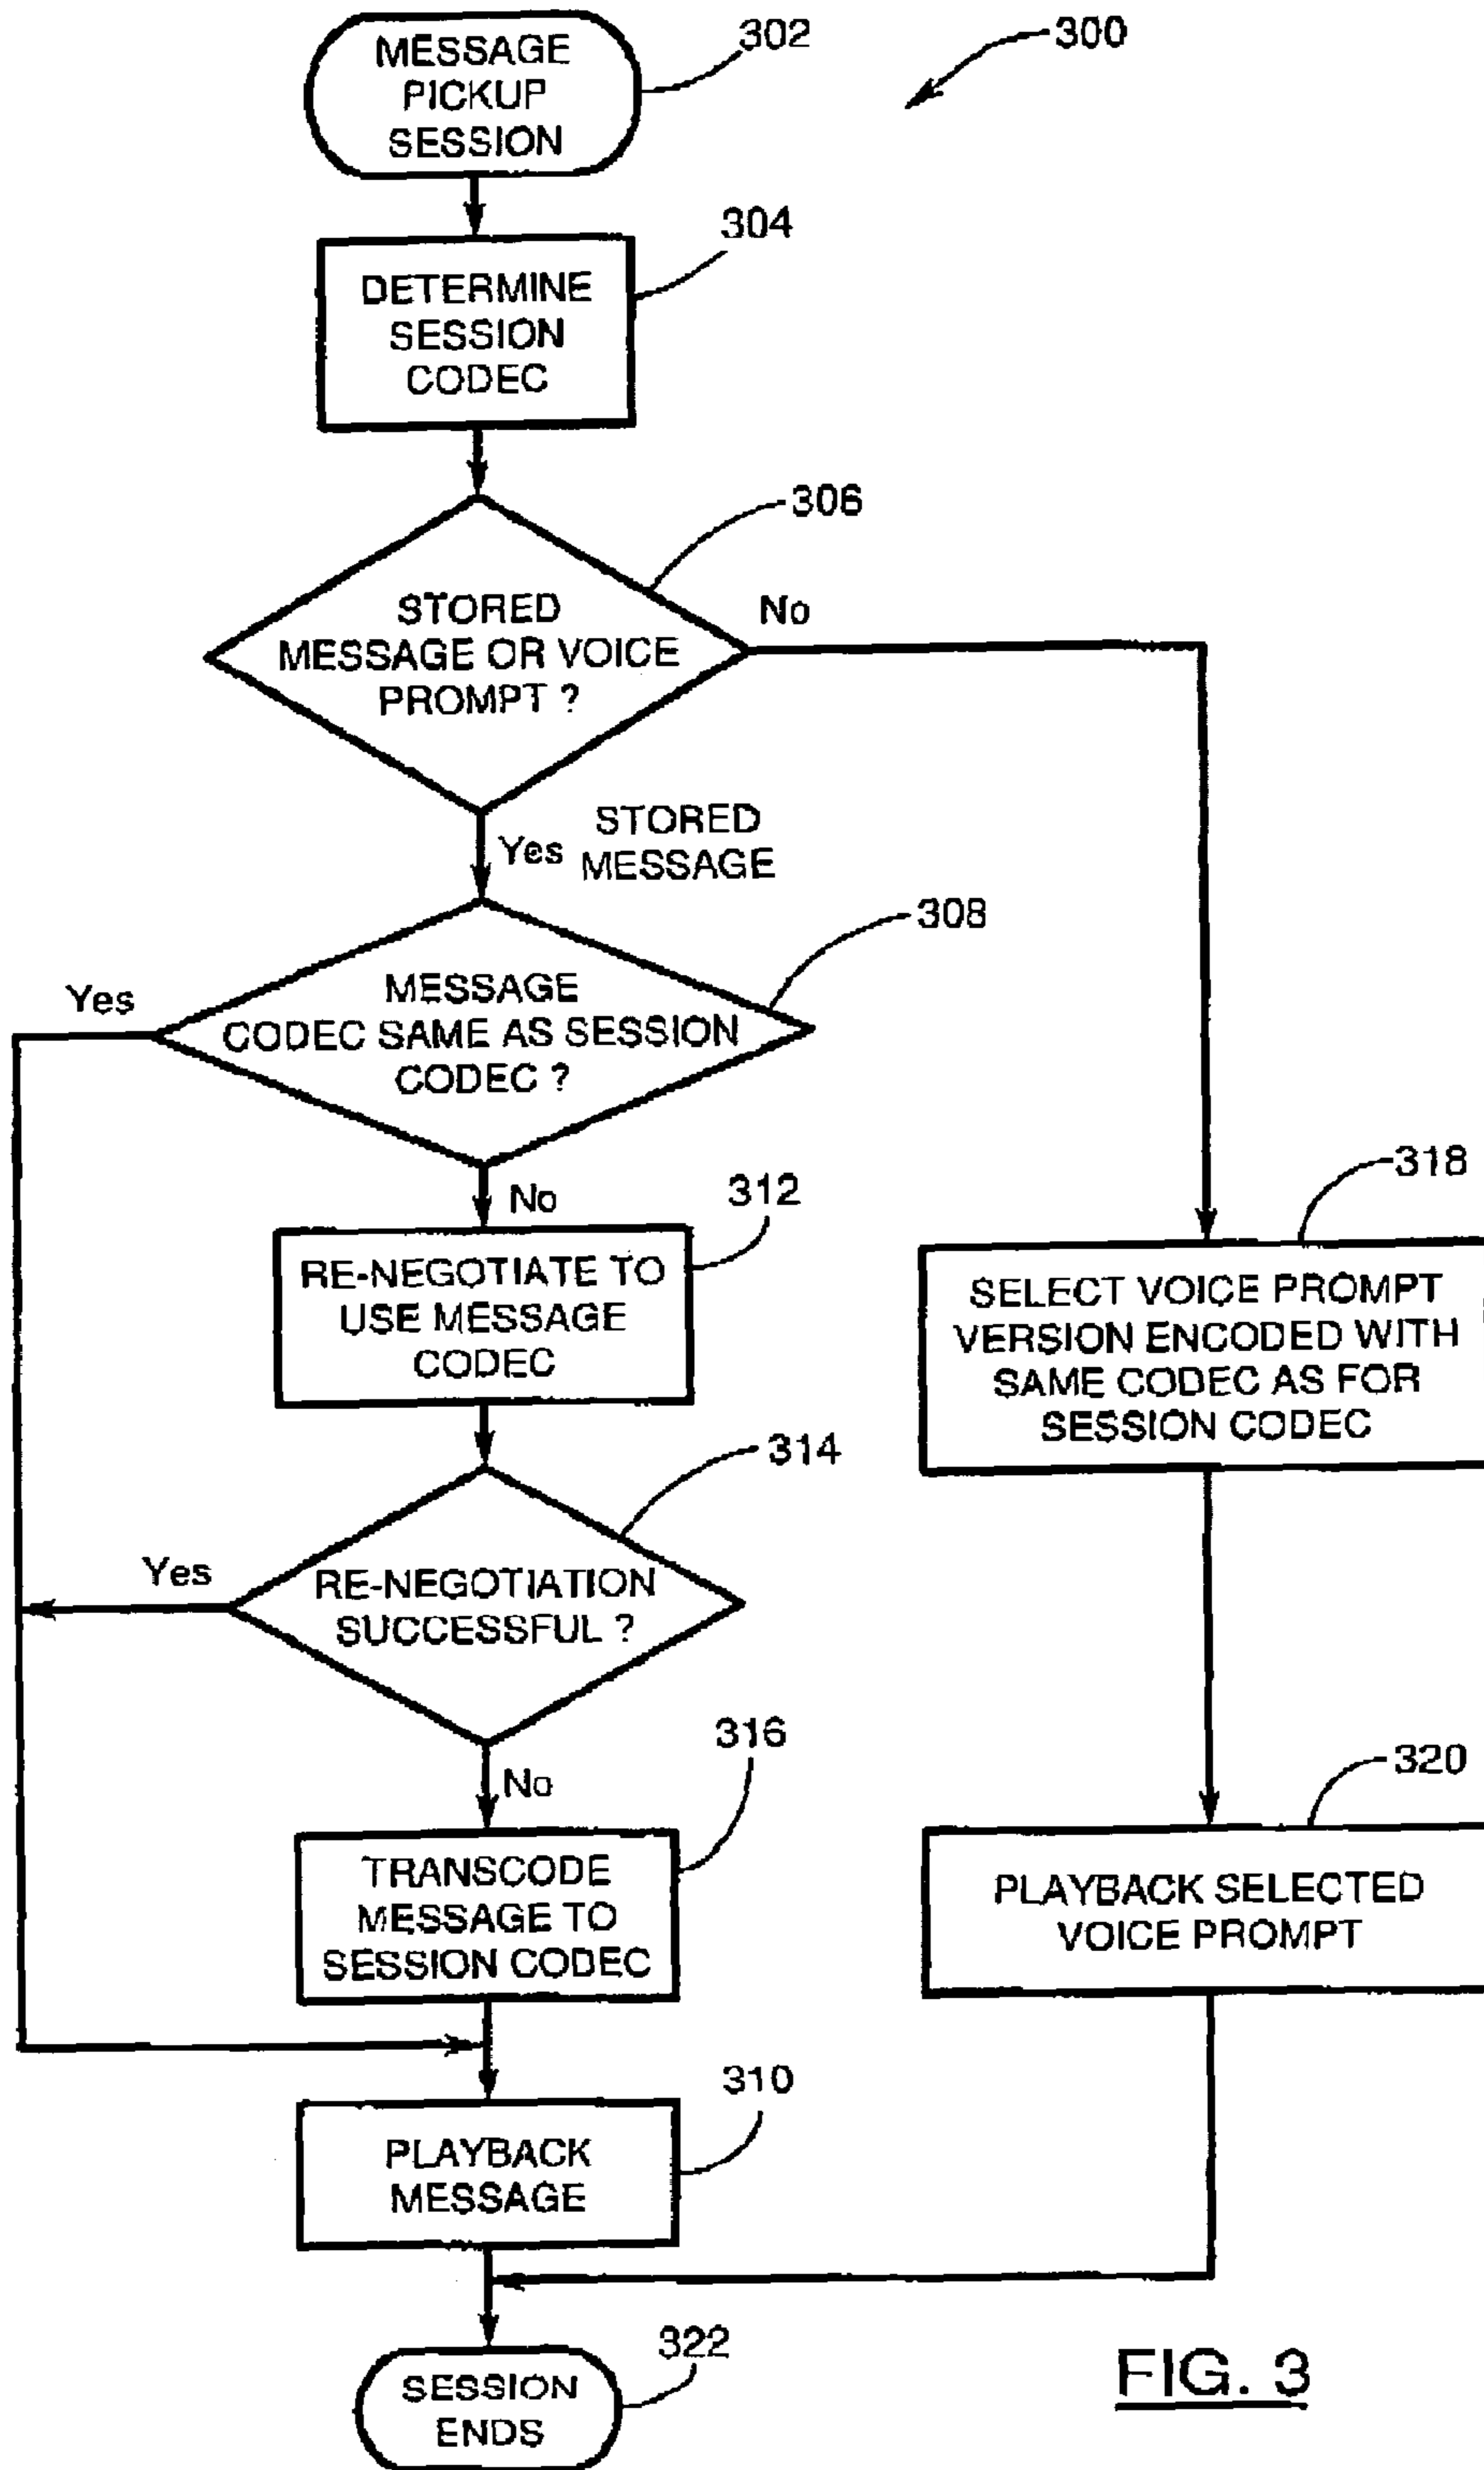 MESSAGE
PICKUP
SESSION
302
300
DETERMINE
SESSION
CODEC
304
STORED
MESSAGE OR VOICE
PROMPT ?
306
No
Yes
STORED
MESSAGE
MESSAGE
CODEC SAME AS SESSION
CODEC ?
308
Yes
No
RE-NEGOTIATE TO
USE MESSAGE
CODEC
312
SELECT VOICE PROMPT
VERSION ENCODED WITH
SAME CODEC AS FOR
SESSION CODEC
318
RE-NEGOTIATION
SUCCESSFUL ?
314
Yes
No
TRANSCODE
MESSAGE TO
SESSION CODEC
316
PLAYBACK SELECTED
VOICE PROMPT
320
PLAYBACK
MESSAGE
310
SESSION
ENDS
322
FIG. 3